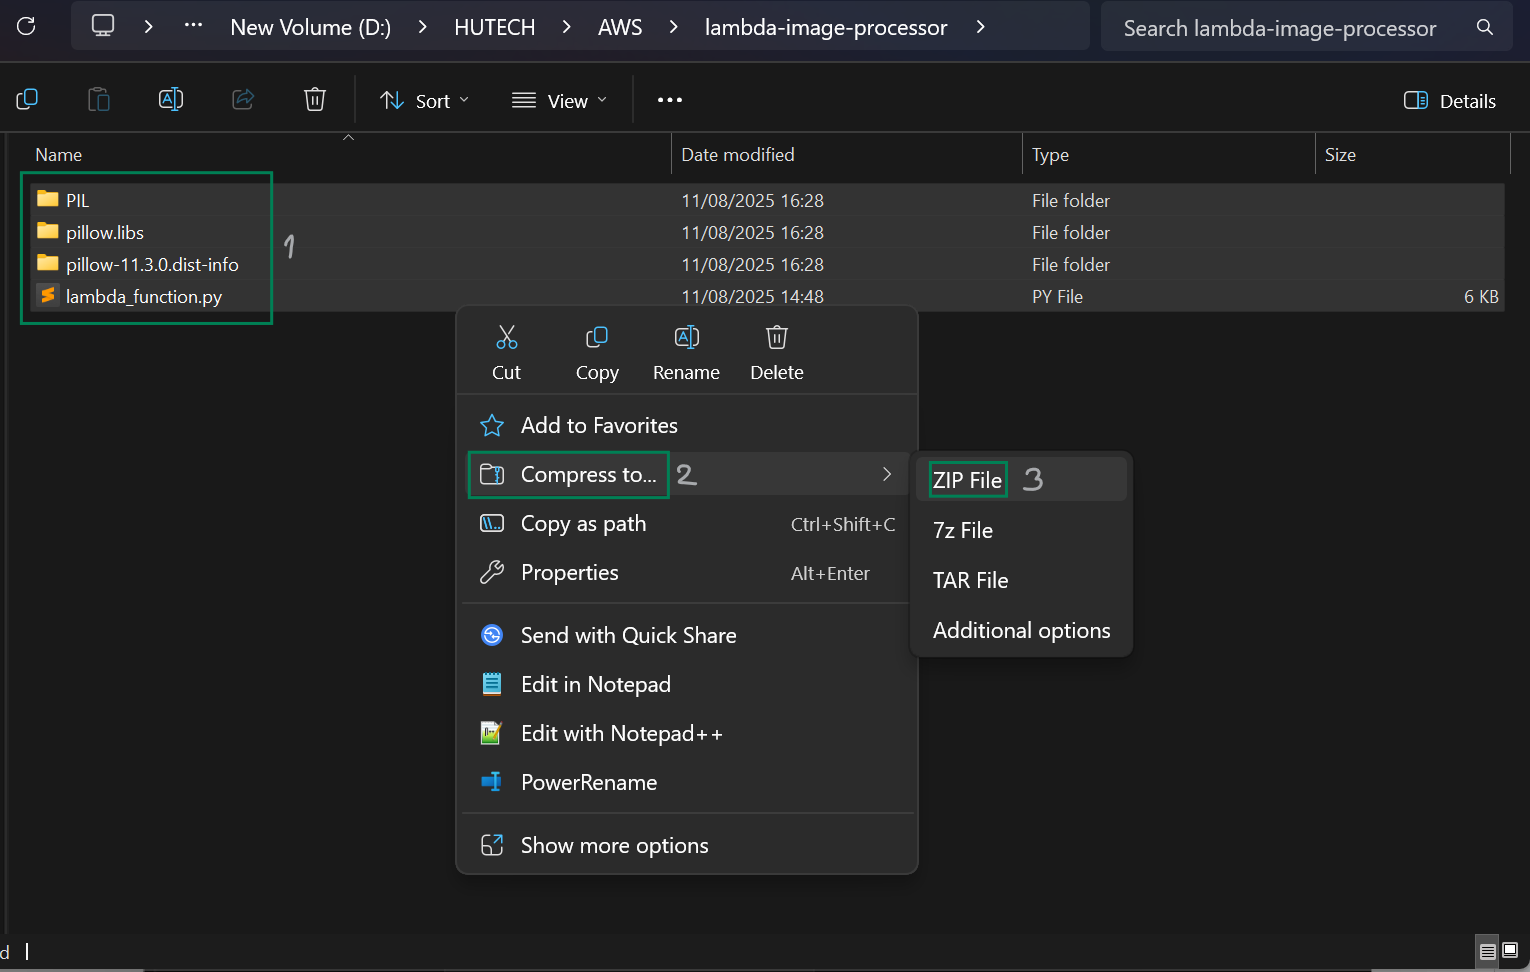 New Volume (D:) HUTECH AWS lambda-image-processor Search lambda-image-processor
Sort View Details
Name Date modified Type Size
PIL 11/08/2025 16:28 File folder
pillow.libs 11/08/2025 16:28 File folder
1
pillow-11.3.0.dist-info 11/08/2025 16:28 File folder
lambda_function.py 11/08/2025 14:48 PY File 6 KB
Cut Copy Rename Delete
Add to Favorites
Compress to... 2
ZIP File 3
Copy as path Ctrl+Shift+C
7z File
Properties Alt+Enter
TAR File
Additional options
Send with Quick Share
Edit in Notepad
Edit with Notepad++
PowerRename
Show more options
d